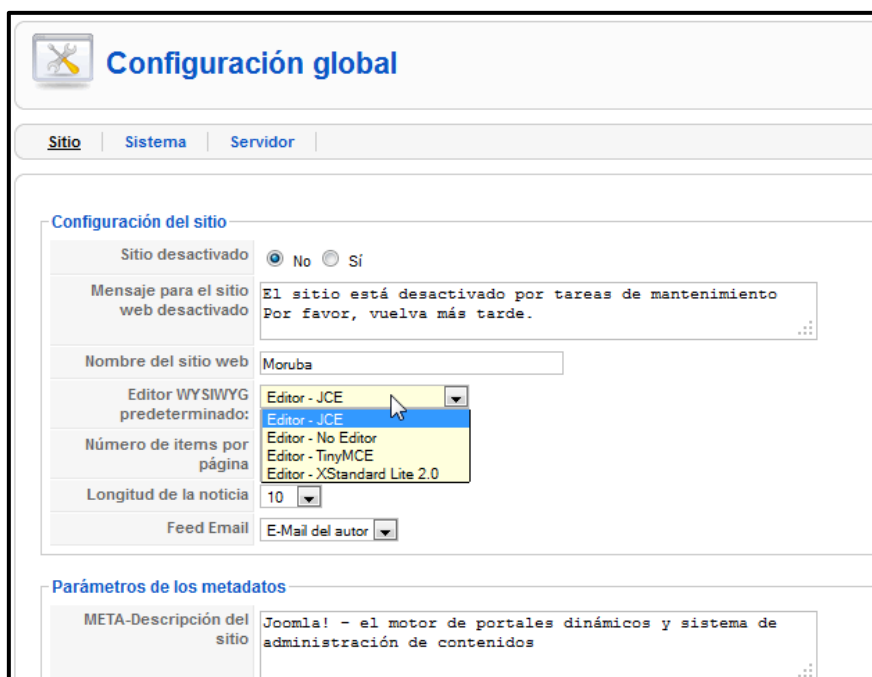 Configuración global
Sitio Sistema Servidor
Configuración del sitio
Sitio desactivado No Sí
Mensaje para el sitio web desactivado
El sitio está desactivado por tareas de mantenimiento
Por favor, vuelva más tarde.
Nombre del sitio web Moruba
Editor WYSIWYG predeterminado: Editor - JCE
Editor - JCE
Editor - No Editor
Editor - TinyMCE
Editor - XStandard Lite 2.0
Número de items por página
Longitud de la noticia 10
Feed Email E-Mail del autor
Parámetros de los metadatos
META-Descripción del sitio
Joomla! - el motor de portales dinámicos y sistema de
administración de contenidos